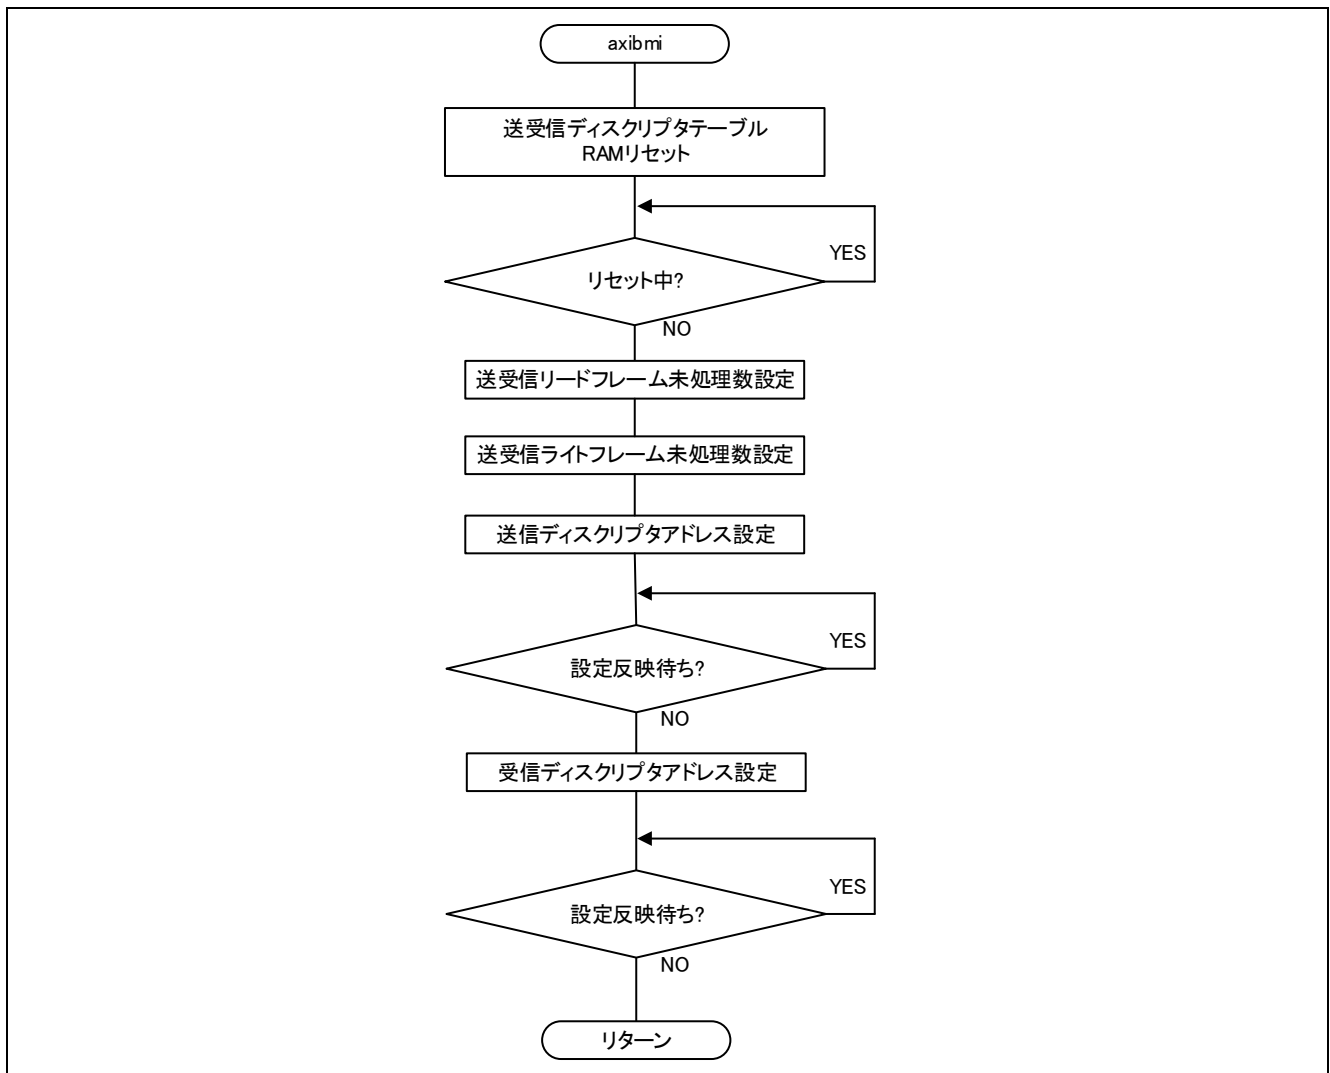 axibmi
送受信ディスクリプタテーブル
RAMリセット
YES
リセット中?
NO
送受信リードフレーム未処理数設定
送受信ライトフレーム未処理数設定
送信ディスクリプタアドレス設定
YES
設定反映待ち?
NO
受信ディスクリプタアドレス設定
YES
設定反映待ち?
NO
リターン